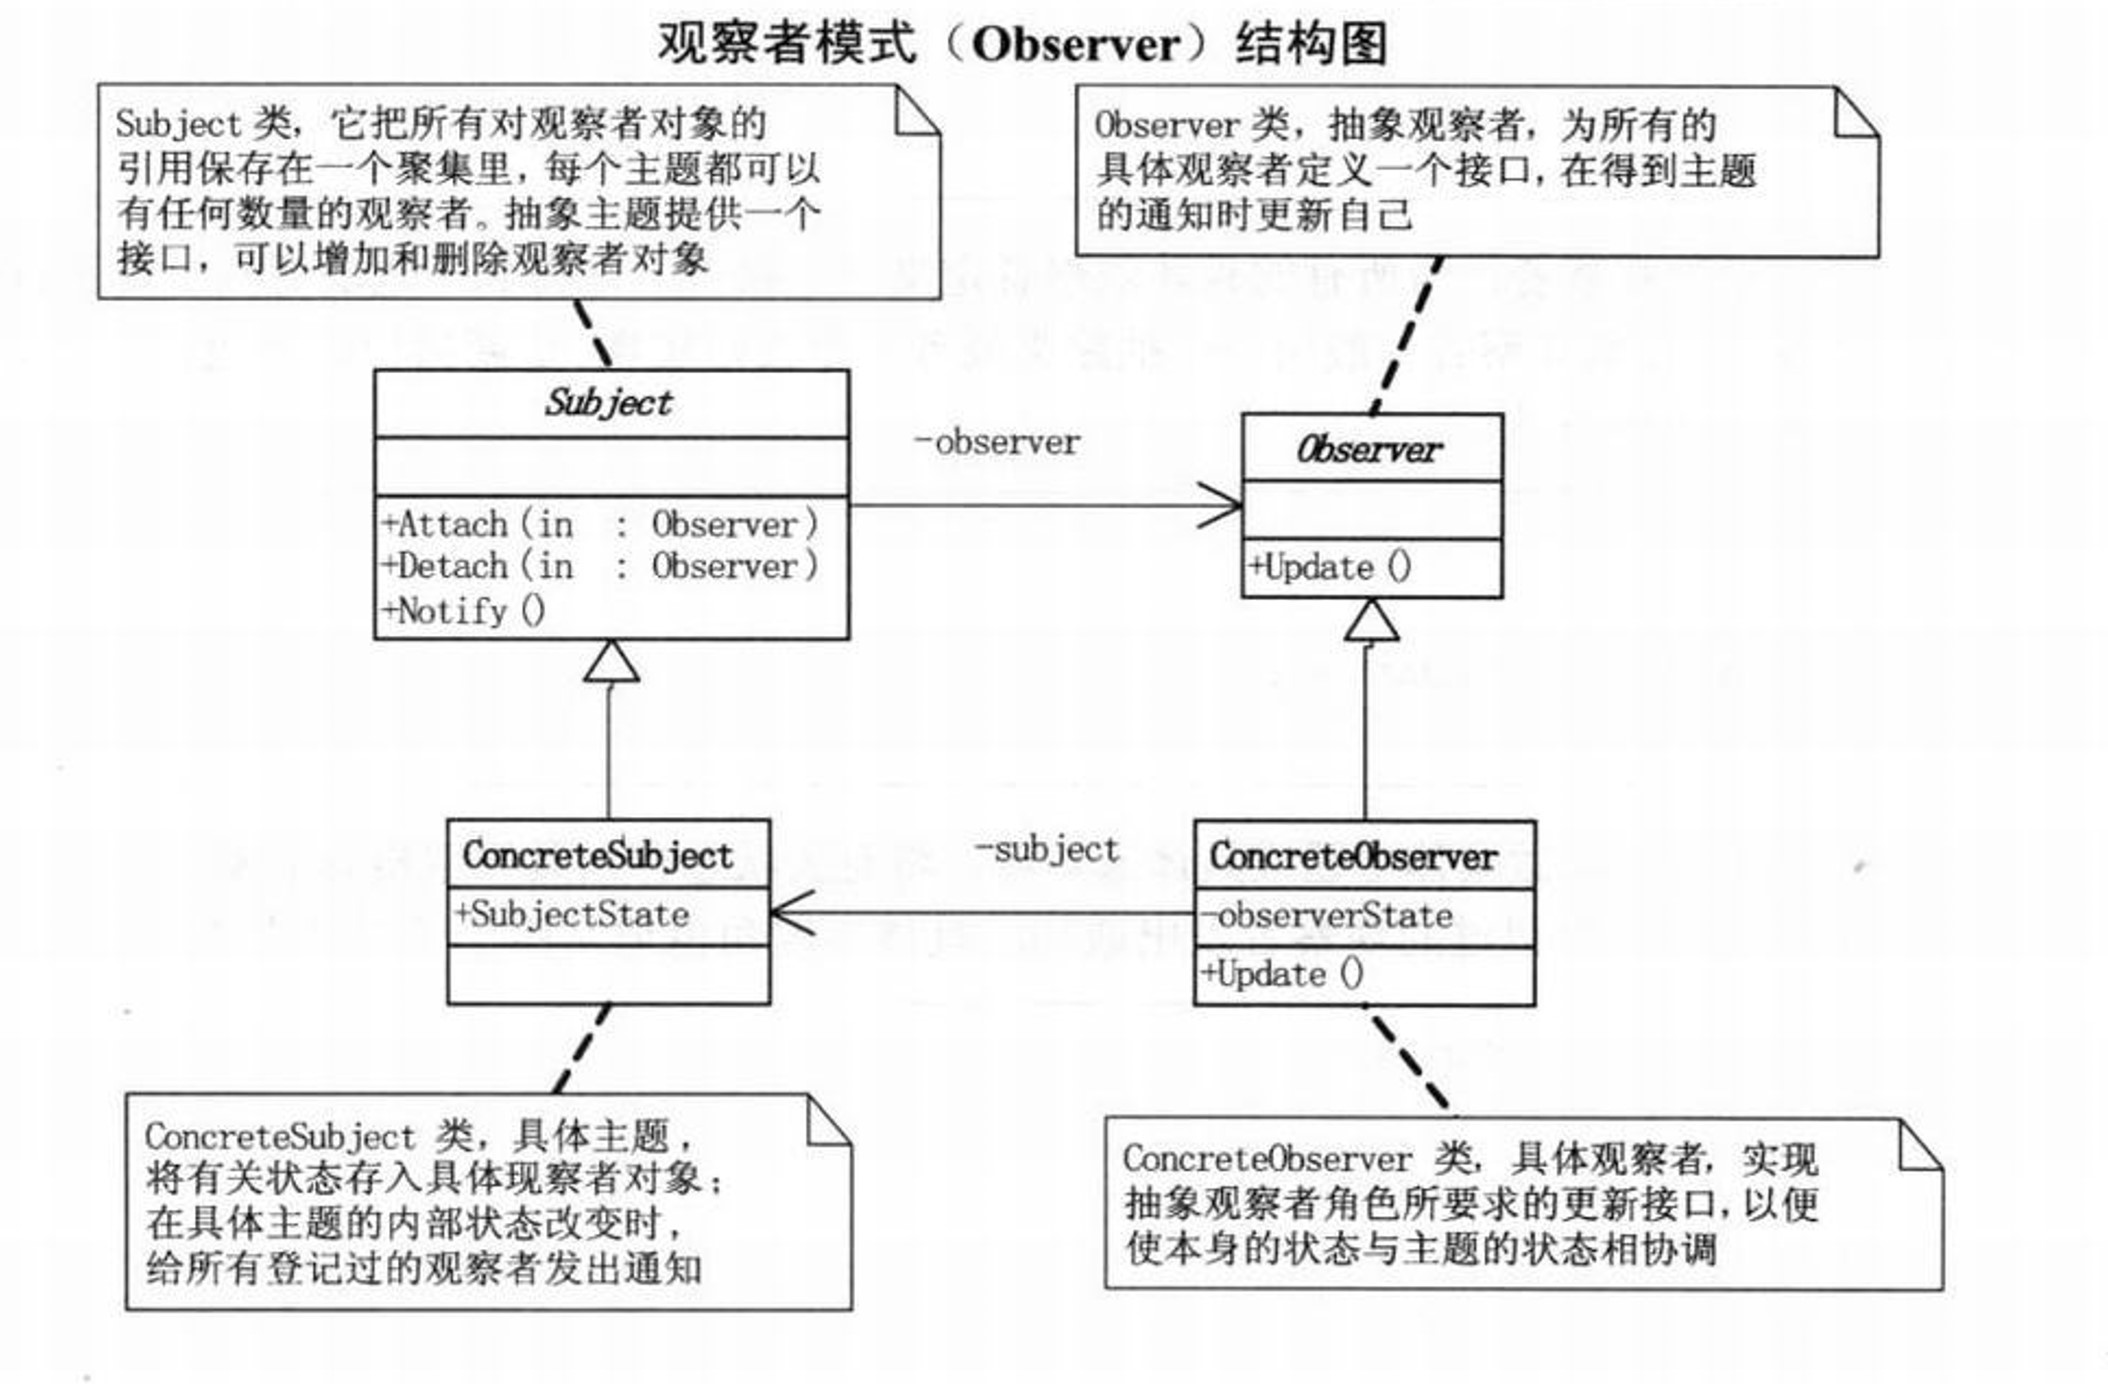 观察者模式（Observer）结构图
Subject 类，它把所有对观察者对象的
引用保存在一个聚集里，每个主题都可以
有任何数量的观察者。抽象主题提供一个
接口，可以增加和删除观察者对象
Observer 类，抽象观察者，为所有的
具体观察者定义一个接口，在得到主题
的通知时更新自己
Subject
+Attach(in : Observer)
+Detach(in : Observer)
+Notify()
-observer
Observer
+Update()
ConcreteSubject
+SubjectState
-subject
ConcreteObserver
-observerState
+Update()
ConcreteSubject 类，具体主题，
将有关状态存入具体现察者对象；
在具体主题的内部状态改变时，
给所有登记过的观察者发出通知
ConcreteObserver 类，具体观察者，实现
抽象观察者角色所要求的更新接口，以便
使本身的状态与主题的状态相协调